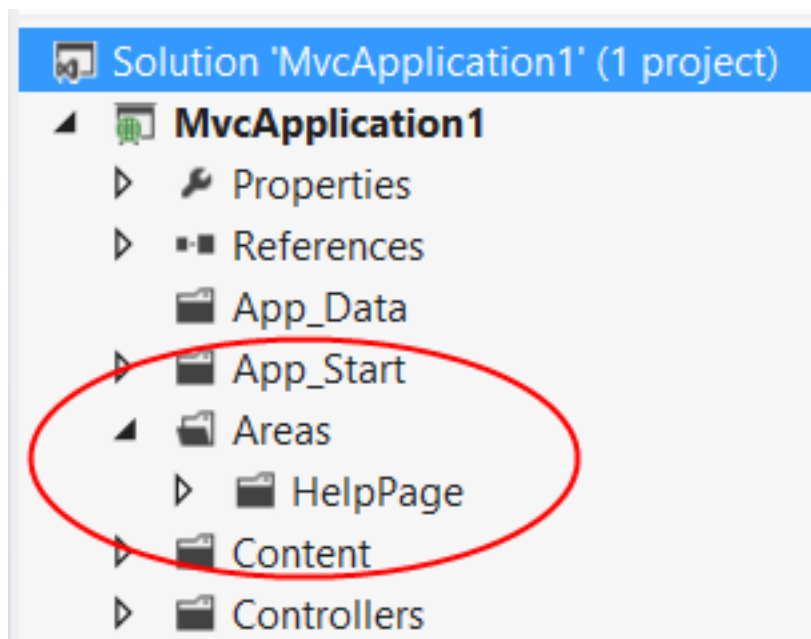 Solution 'MvcApplication1' (1 project)
MvcApplication1
Properties
References
App_Data
App_Start
Areas
HelpPage
Content
Controllers